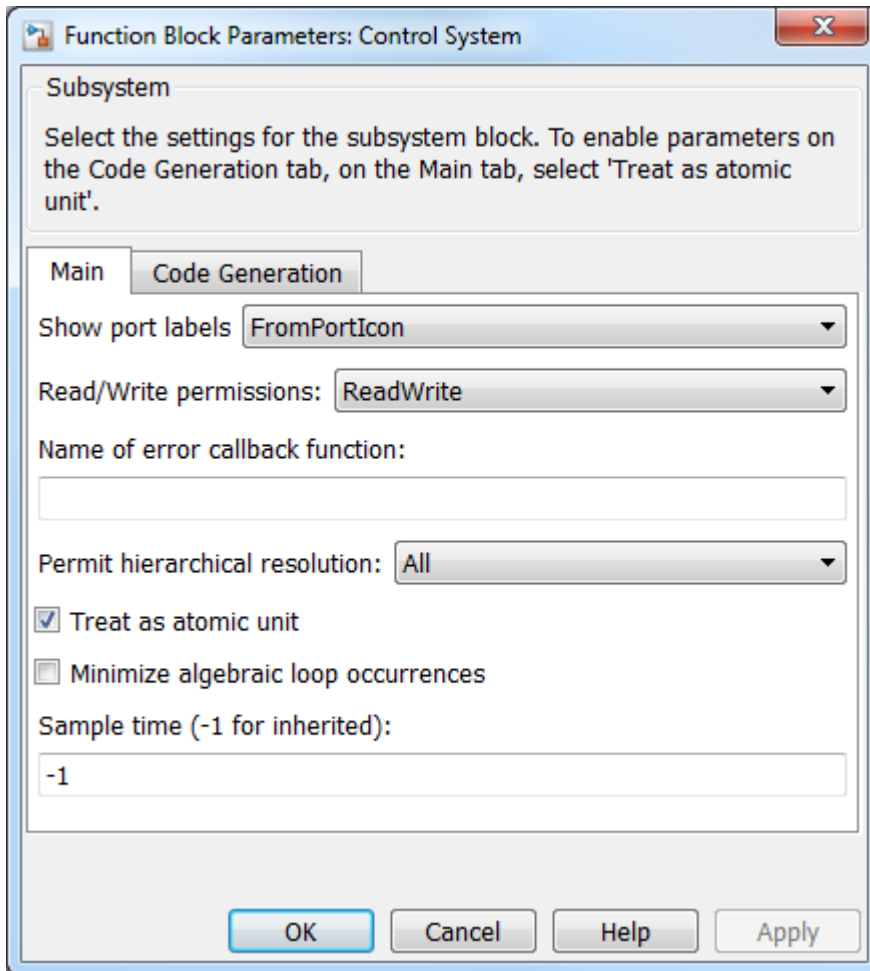 Function Block Parameters: Control System
Subsystem
Select the settings for the subsystem block. To enable parameters on
the Code Generation tab, on the Main tab, select 'Treat as atomic
unit'.
Main Code Generation
Show port labels FromPortIcon
Read/Write permissions: ReadWrite
Name of error callback function:
Permit hierarchical resolution: All
Treat as atomic unit
Minimize algebraic loop occurrences
Sample time (-1 for inherited):
-1
OK Cancel Help Apply